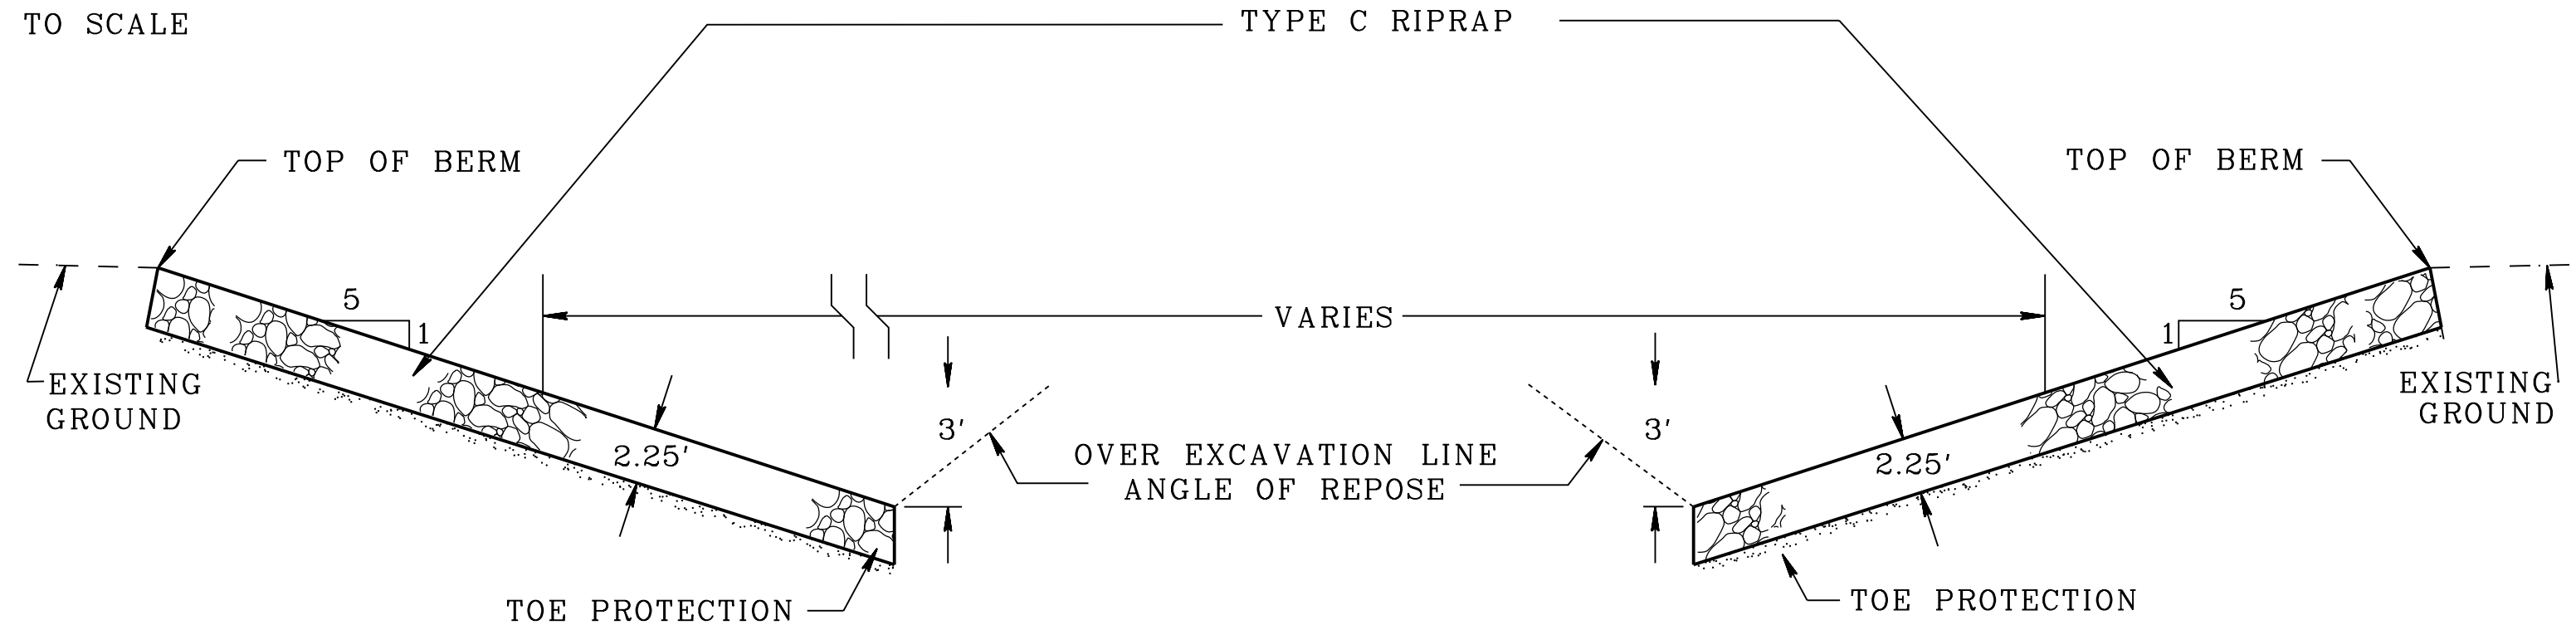 TO SCALE
TYPE C RIPRAP
TOP OF BERM
TOP OF BERM
5
1
VARIES
5
1
EXISTING
GROUND
EXISTING
GROUND
3'
3'
2.25'
2.25'
OVER EXCAVATION LINE
ANGLE OF REPOSE
TOE PROTECTION
TOE PROTECTION